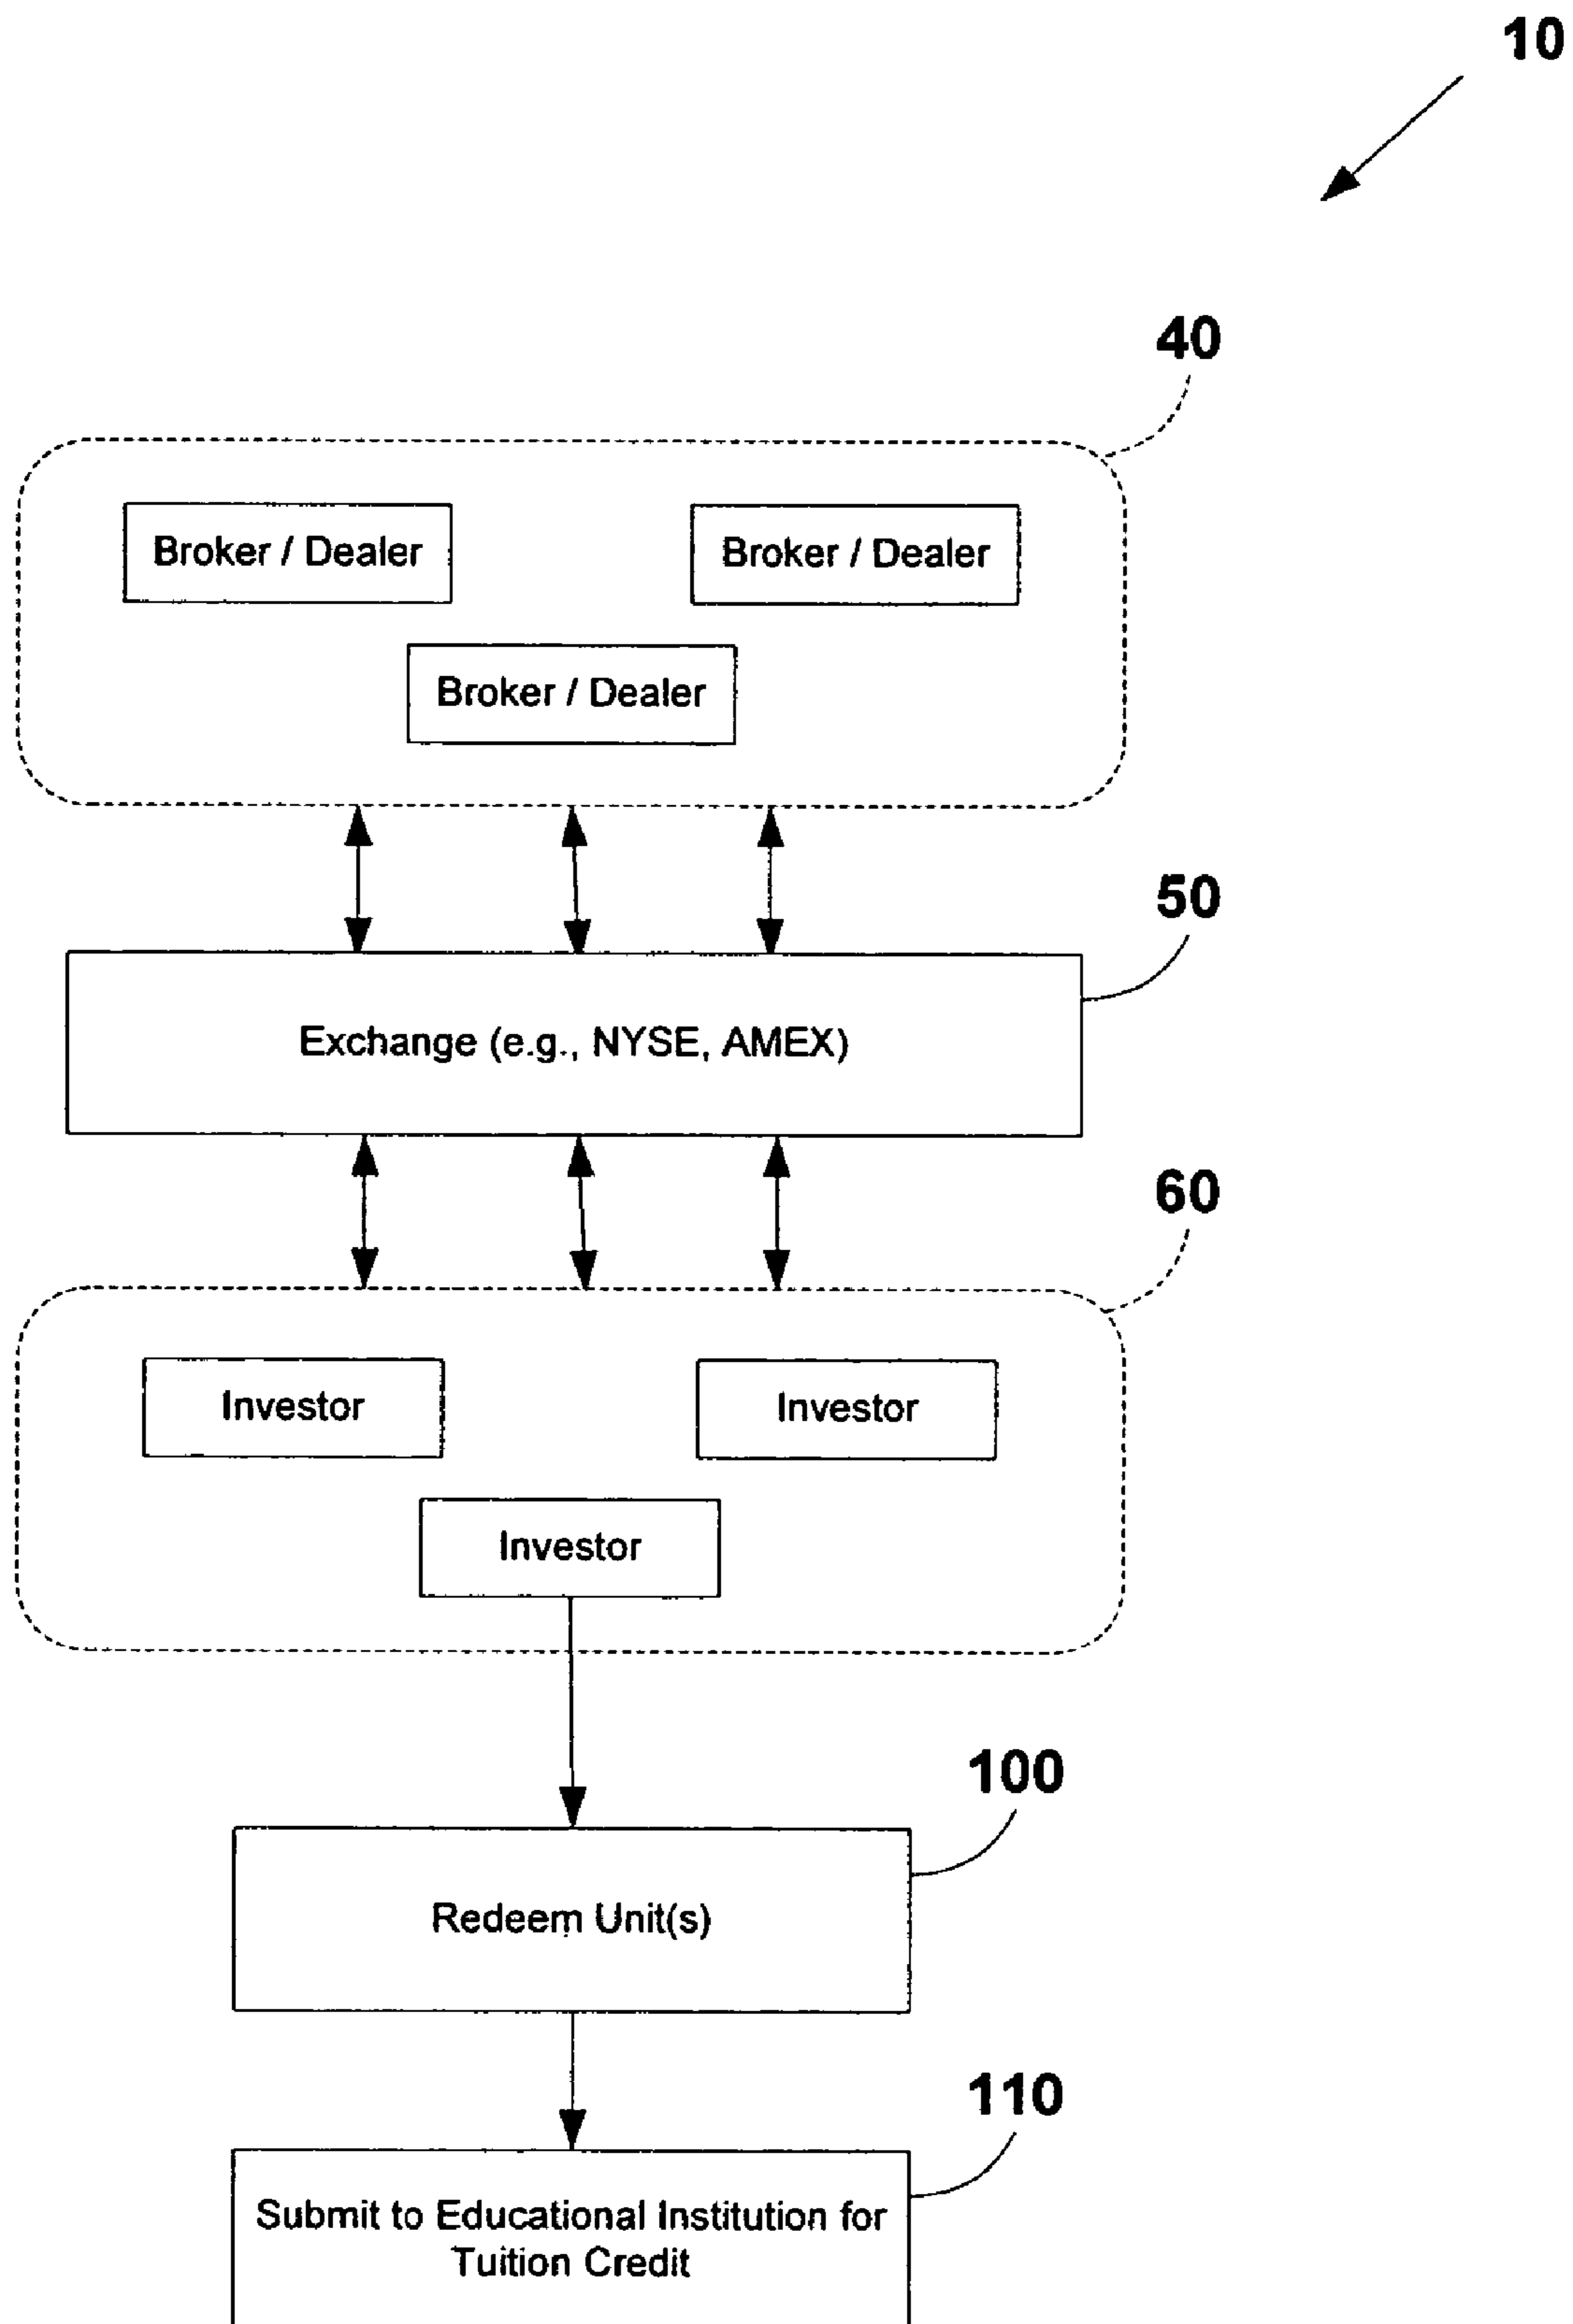 10
40
Broker / Dealer
Broker / Dealer
Broker / Dealer
50
Exchange (e.g., NYSE, AMEX)
60
Investor
Investor
Investor
100
Redeem Unit(s)
110
Submit to Educational Institution for
Tuition Credit